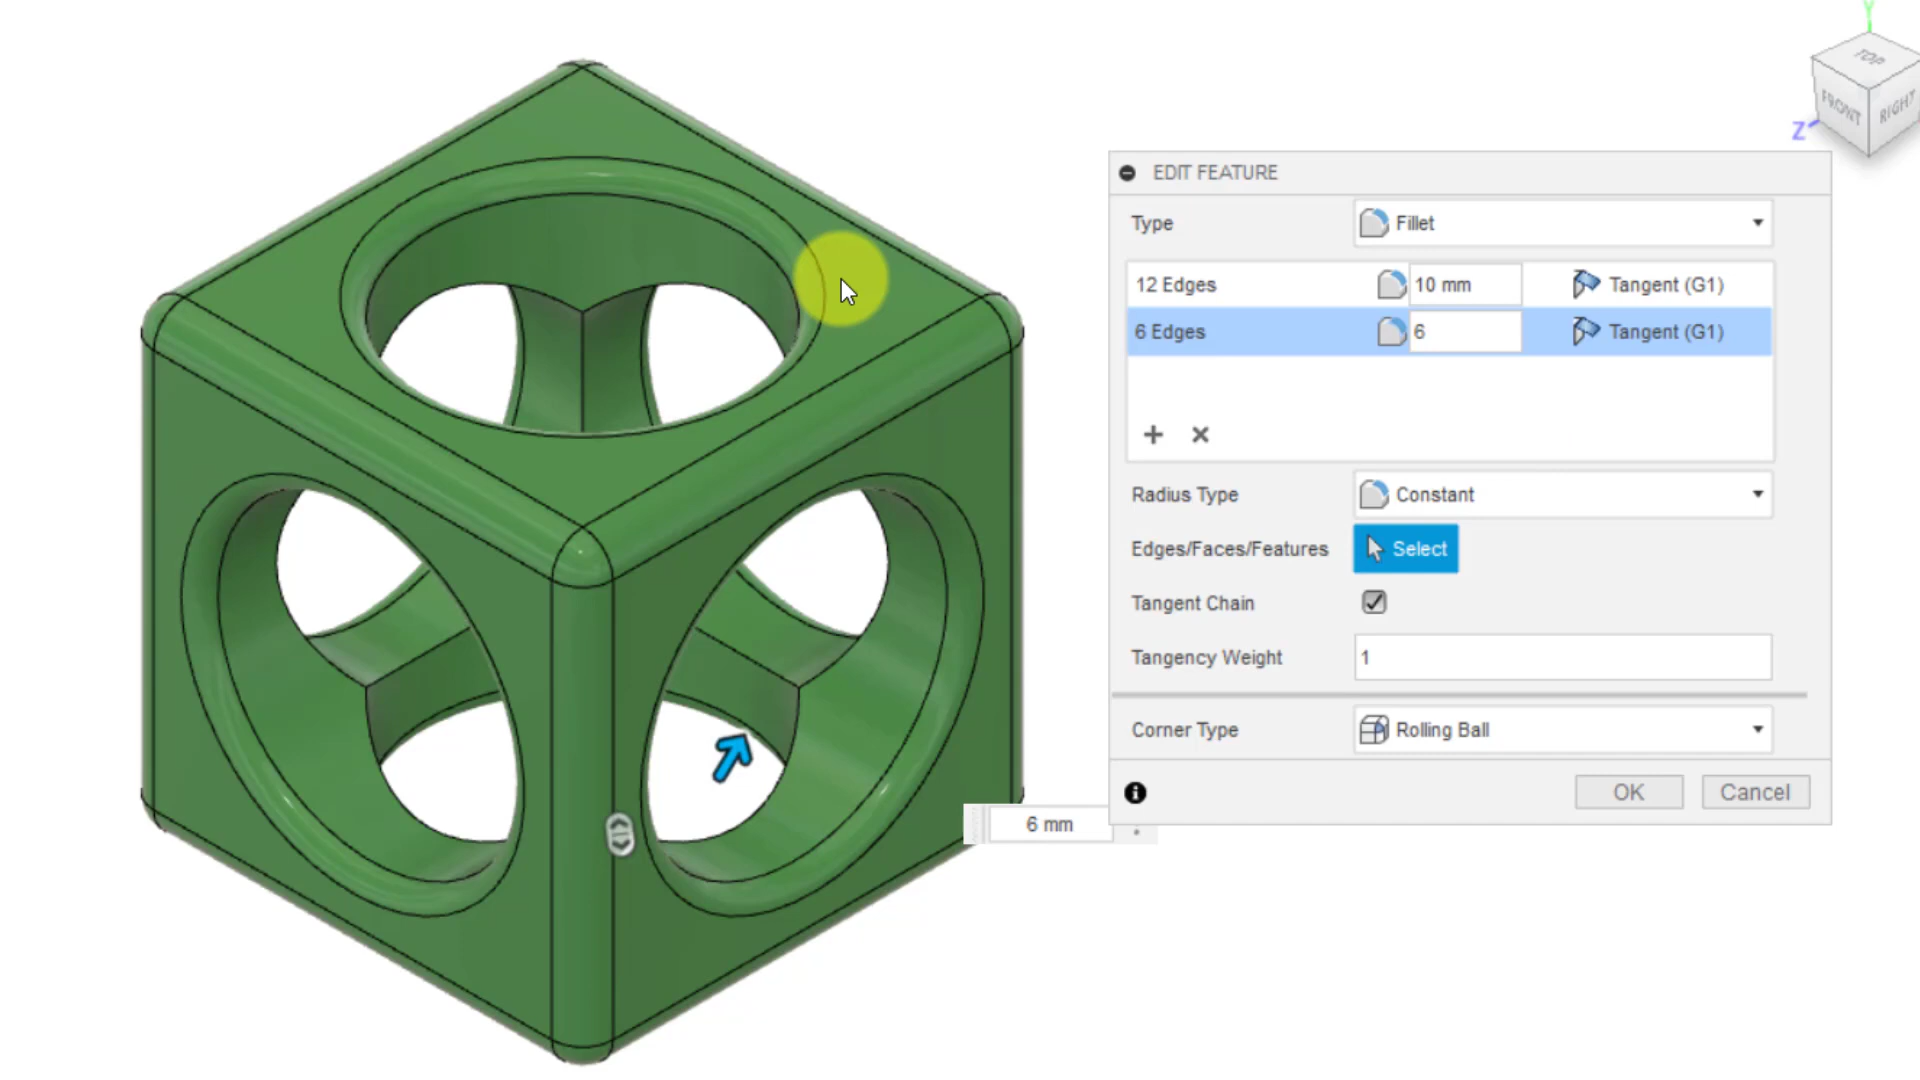 Y
TOP
FRONT
RIGHT
Z
EDIT FEATURE
Type
Fillet
12 Edges
10 mm
Tangent (G1)
6 Edges
6
Tangent (G1)
Radius Type
Constant
Edges/Faces/Features
Select
Tangent Chain
Tangency Weight
1
Corner Type
Rolling Ball
OK
Cancel
6 mm